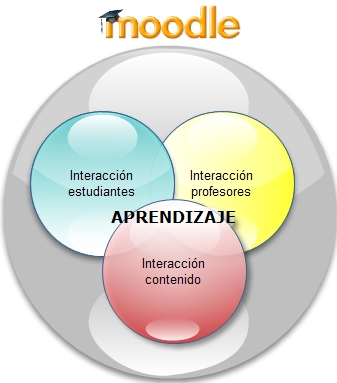 moodle
Interacción
estudiantes
Interacción
profesores
APRENDIZAJE
Interacción
contenido